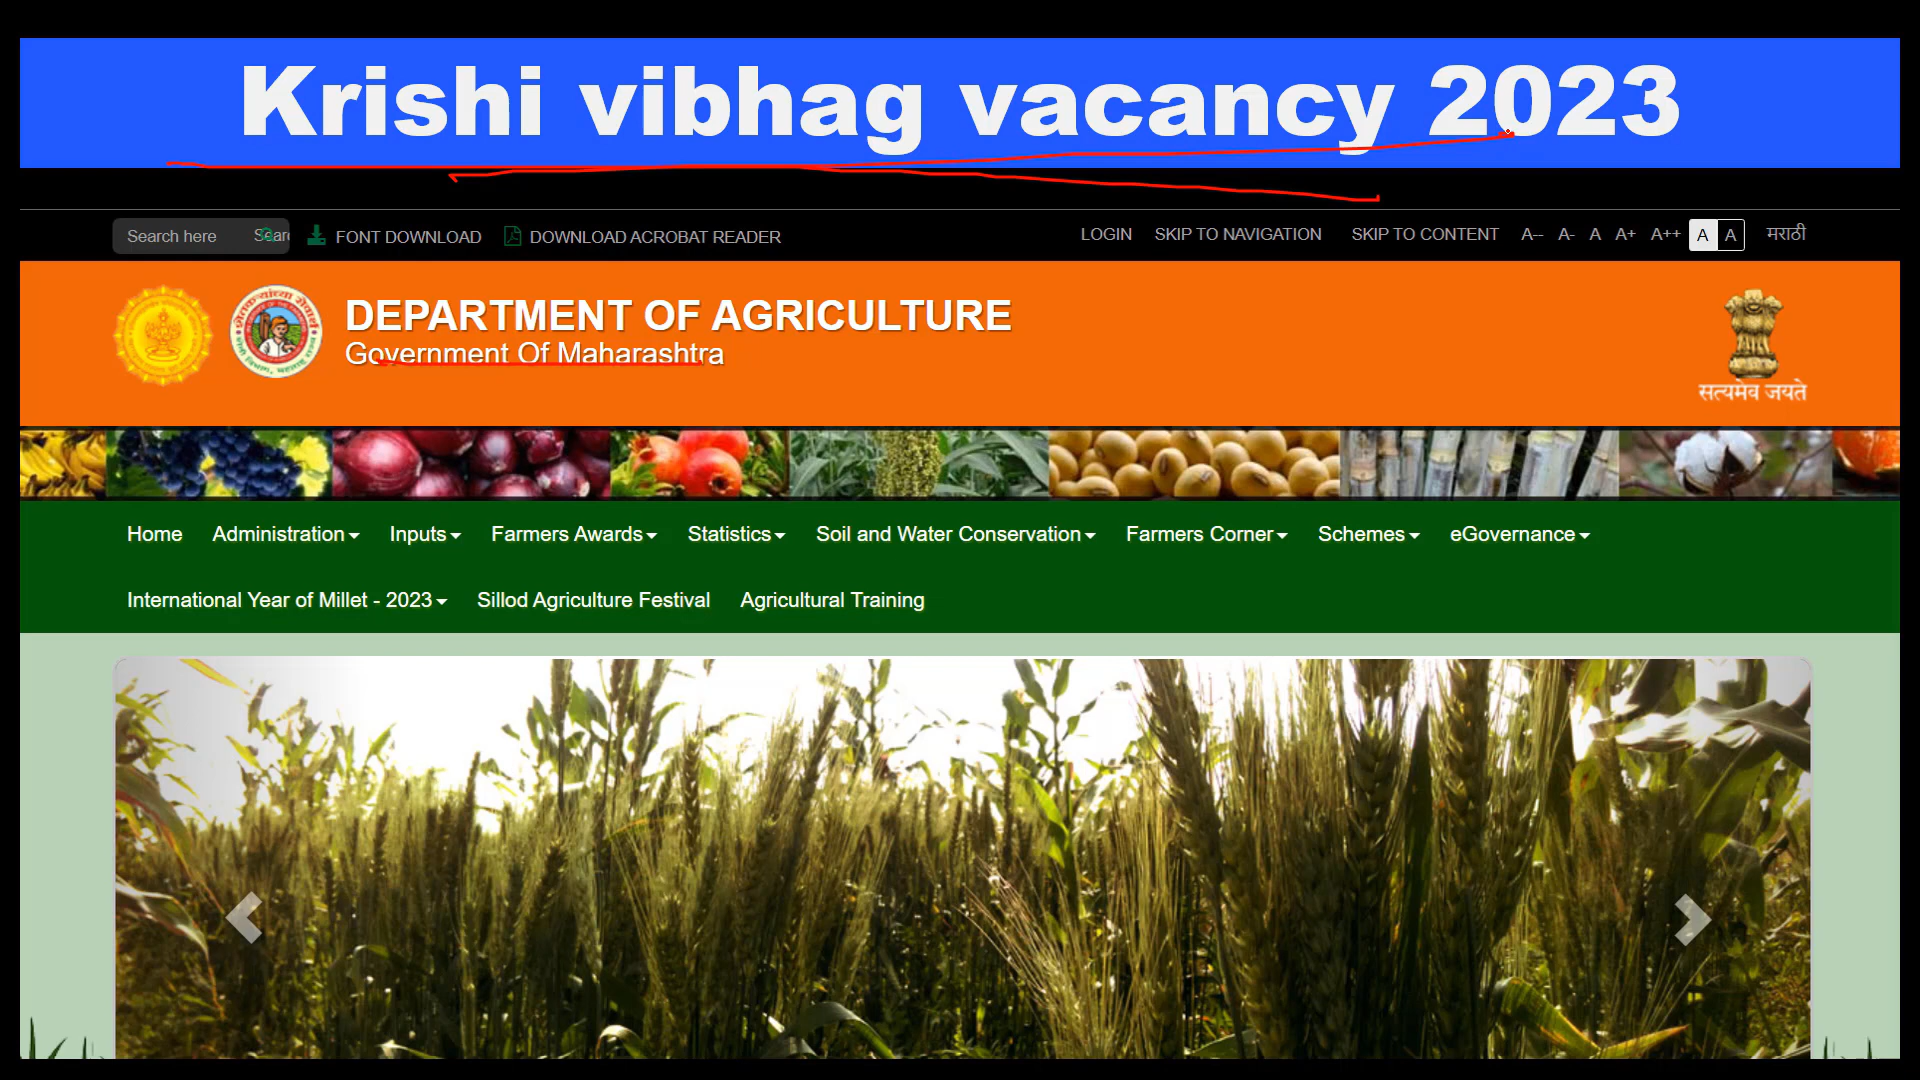 Krishi vibhag vacancy 2023
Search here
FONT DOWNLOAD DOWNLOAD ACROBAT READER LOGIN SKIP TO NAVIGATION SKIP TO CONTENT A-- A- A A+ A++ A A मराठी
DEPARTMENT OF AGRICULTURE
Government Of Maharashtra
सत्यमेव जयते
Home Administration Inputs Farmers Awards Statistics Soil and Water Conservation Farmers Corner Schemes eGovernance
International Year of Millet - 2023 Sillod Agriculture Festival Agricultural Training